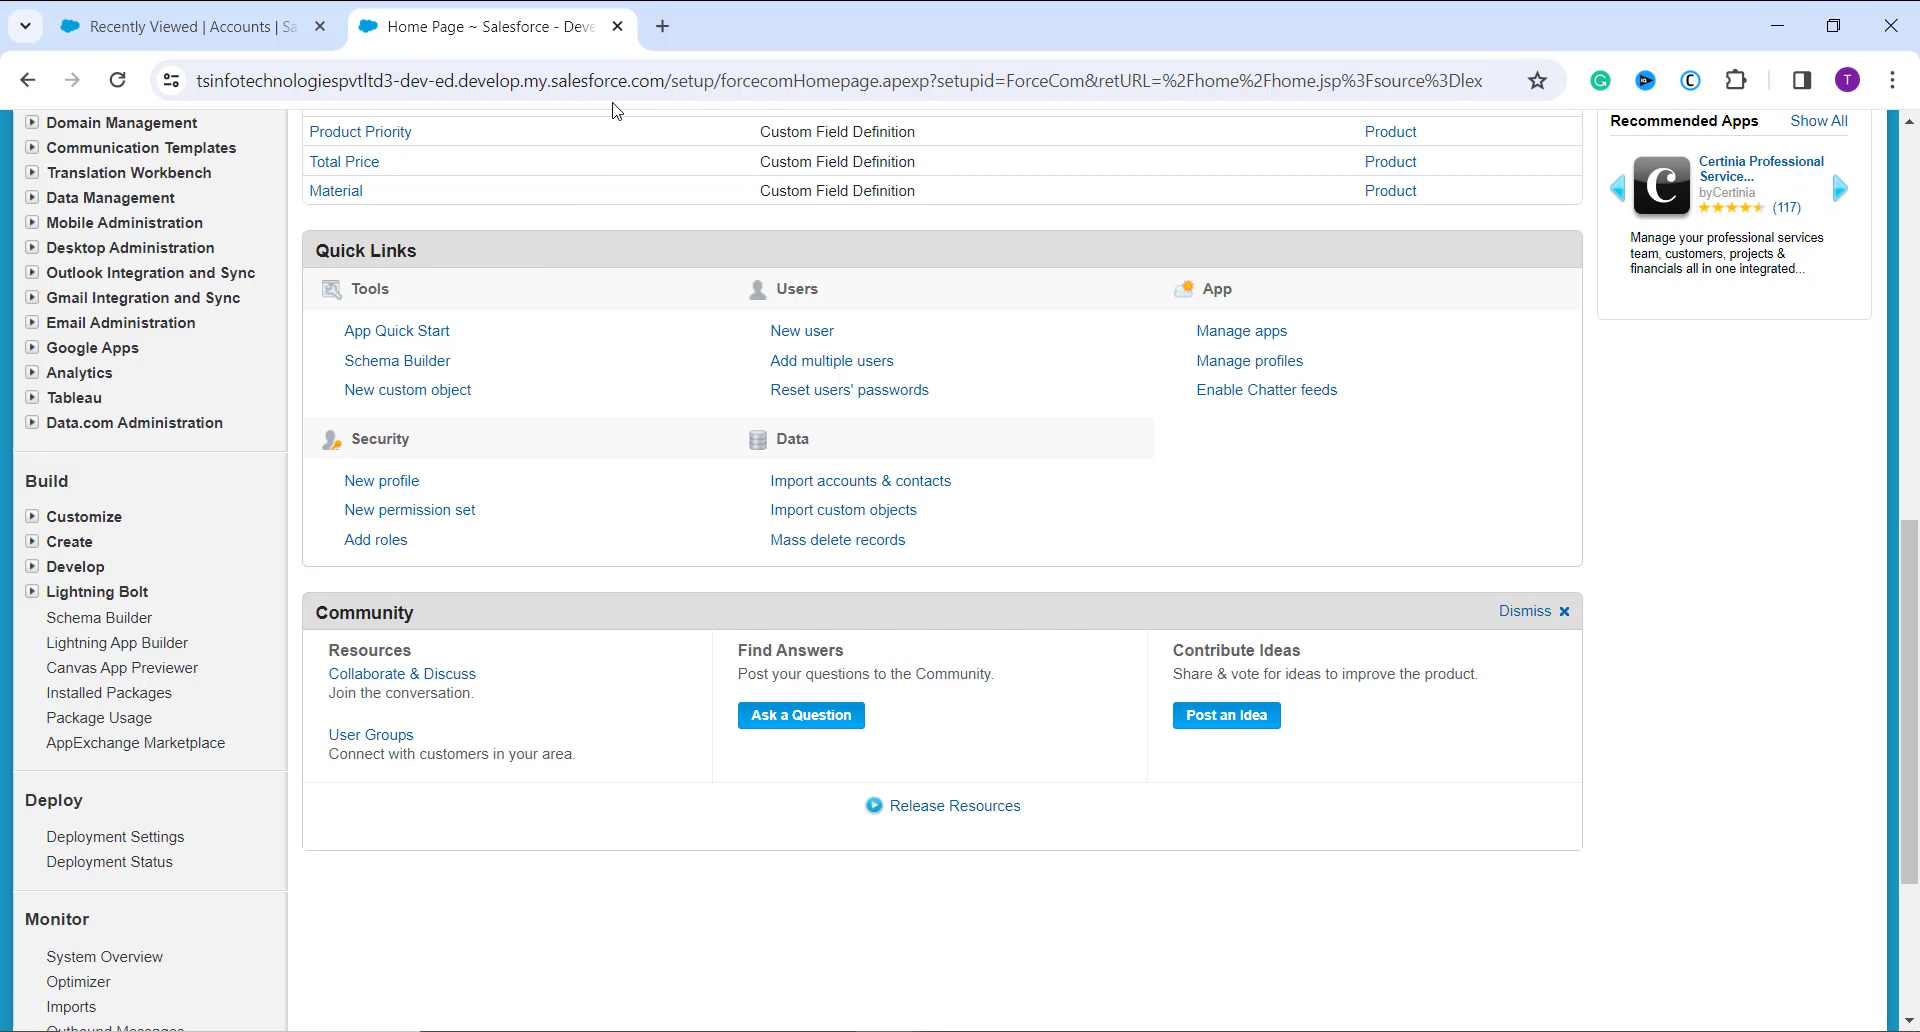 Recently Viewed | Accounts | Sa
Home Page ~ Salesforce - Deve
tsinfotechnologiespvtltd3-dev-ed.develop.my.salesforce.com/setup/forcecomHomepage.apexp?setupid=ForceCom&retURL=%2Fhome%2Fhome.jsp%3Fsource%3Dlex
T
Domain Management
Communication Templates
Translation Workbench
Data Management
Mobile Administration
Desktop Administration
Outlook Integration and Sync
Gmail Integration and Sync
Email Administration
Google Apps
Analytics
Tableau
Data.com Administration
Build
Customize
Create
Develop
Lightning Bolt
Schema Builder
Lightning App Builder
Canvas App Previewer
Installed Packages
Package Usage
AppExchange Marketplace
Deploy
Deployment Settings
Deployment Status
Monitor
System Overview
Optimizer
Imports
Outbound Messages
Product Priority Custom Field Definition Product
Total Price Custom Field Definition Product
Material Custom Field Definition Product
Quick Links
Tools
App Quick Start
Schema Builder
New custom object
Users
New user
Add multiple users
Reset users' passwords
App
Manage apps
Manage profiles
Enable Chatter feeds
Security
New profile
New permission set
Add roles
Data
Import accounts & contacts
Import custom objects
Mass delete records
Community
Dismiss
Resources
Collaborate & Discuss
Join the conversation.
User Groups
Connect with customers in your area.
Find Answers
Post your questions to the Community.
Ask a Question
Contribute Ideas
Share & vote for ideas to improve the product.
Post an Idea
Release Resources
Recommended Apps Show All
Certinia Professional
Service...
byCertinia
(117)
Manage your professional services
team, customers, projects &
financials all in one integrated...